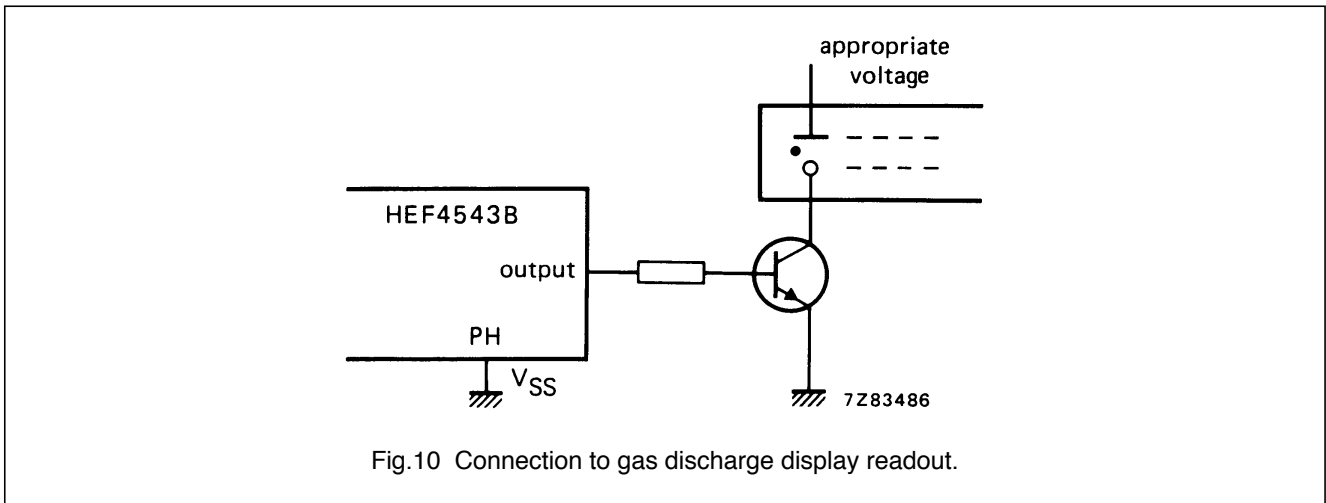 appropriate
voltage
HEF4543B
output
PH
VSS
7Z83486
Fig.10 Connection to gas discharge display readout.